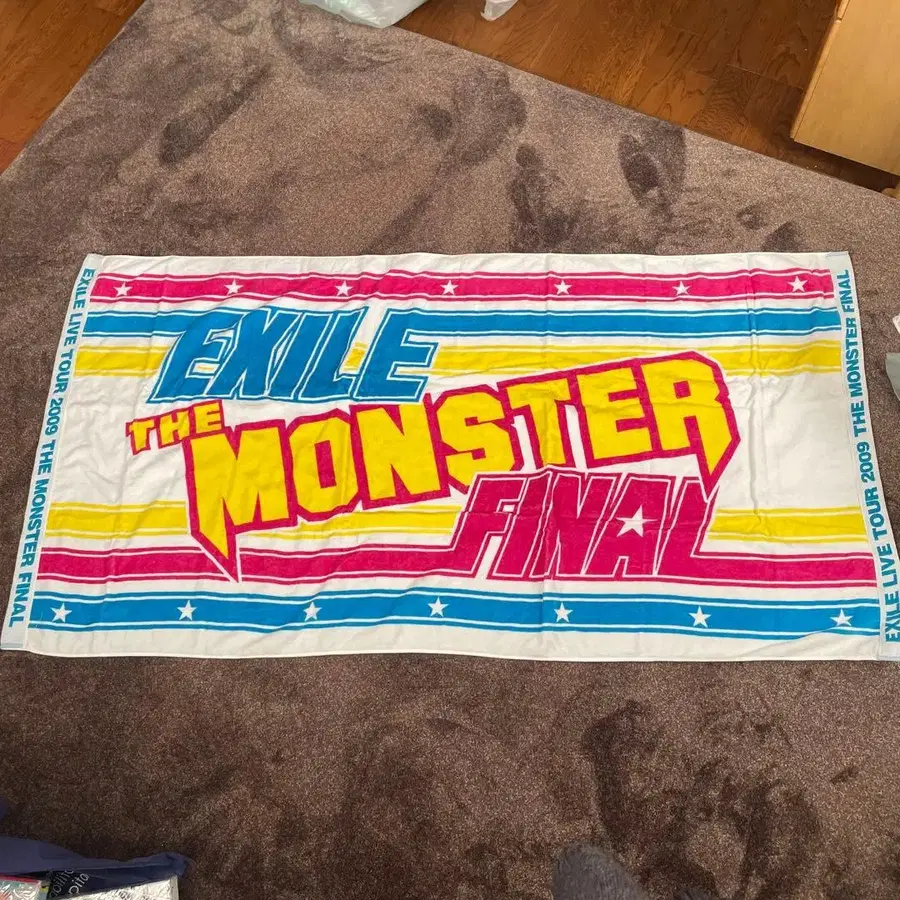 EXILE
THE
MONSTER
FINAL
EXILE LIVE TOUR 2009 THE MONSTER FINAL
EXILE LIVE TOUR 2009 THE MONSTER FINAL